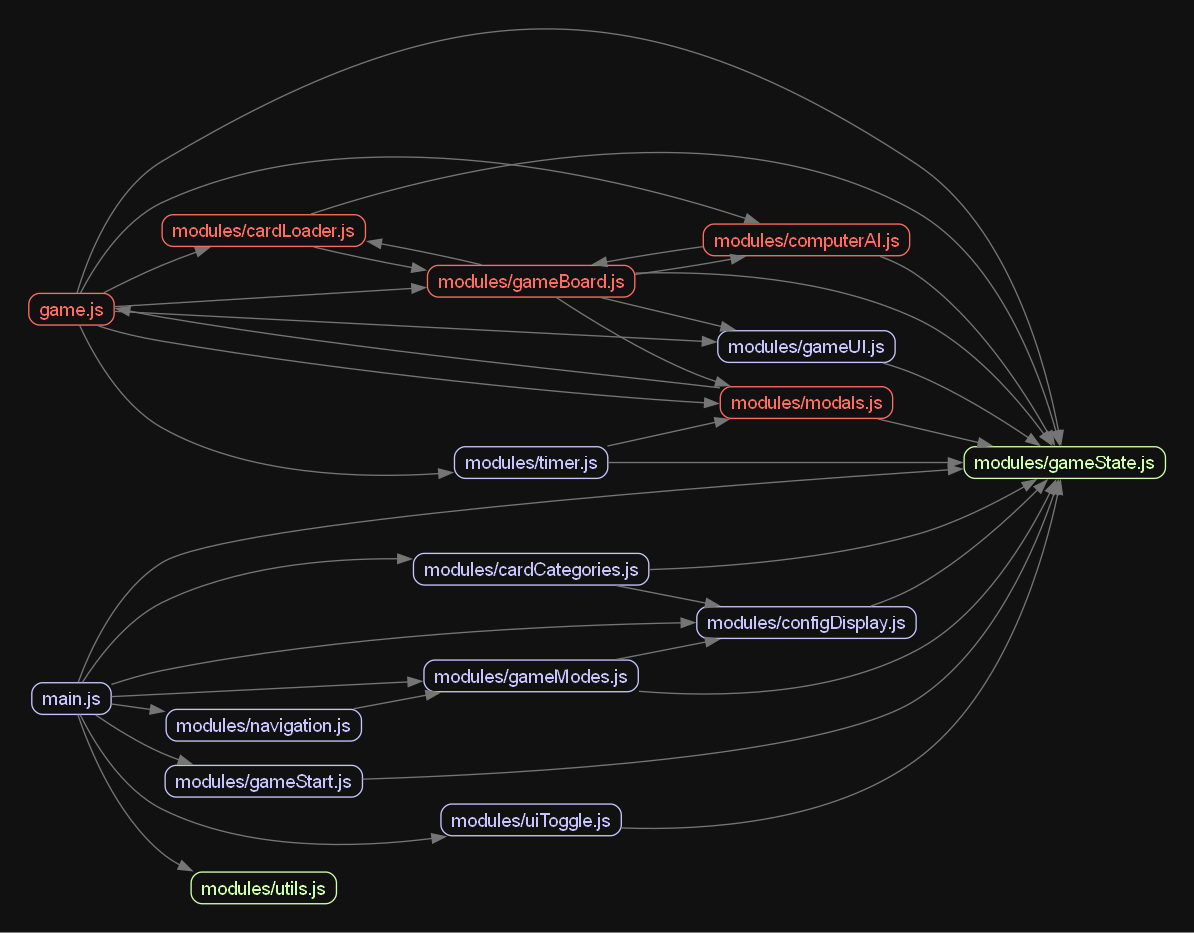 modules/cardLoader.js
modules/computerAI.js
modules/gameBoard.js
game.js
modules/gameUI.js
modules/modals.js
modules/timer.js
modules/gameState.js
modules/cardCategories.js
modules/configDisplay.js
modules/gameModes.js
main.js
modules/navigation.js
modules/gameStart.js
modules/uiToggle.js
modules/utils.js